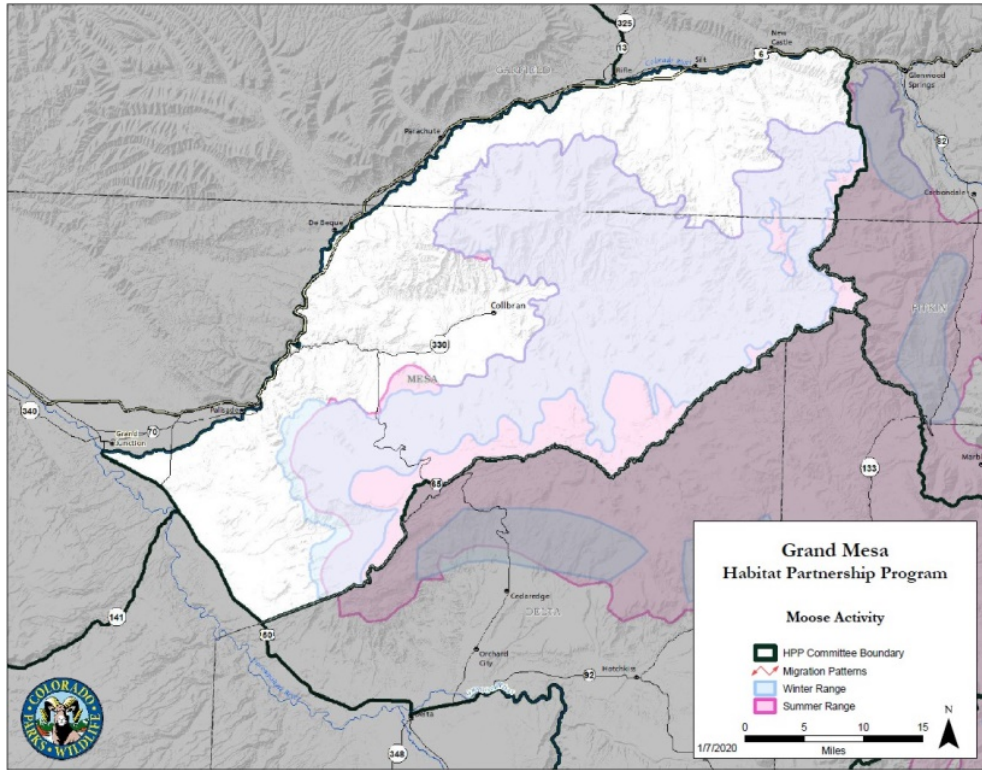 325
13
New
Castle
6
Silt
Rifle
GARFIELD
Glenwood
Springs
82
Parachute
Carbondale
De Beque
Collbran
PITKIN
330
MESA
340
Palisade
70
Grand
Junction
65
133
Marble
141
50
Cedaredge
DELTA
Orchard
City
92
Hotchkiss
Delta
348
Grand Mesa
Habitat Partnership Program
Moose Activity
HPP Committee Boundary
Migration Patterns
Winter Range
Summer Range
N
0 5 10 15
Miles
1/7/2020
COLORADO
PARKS
WILDLIFE